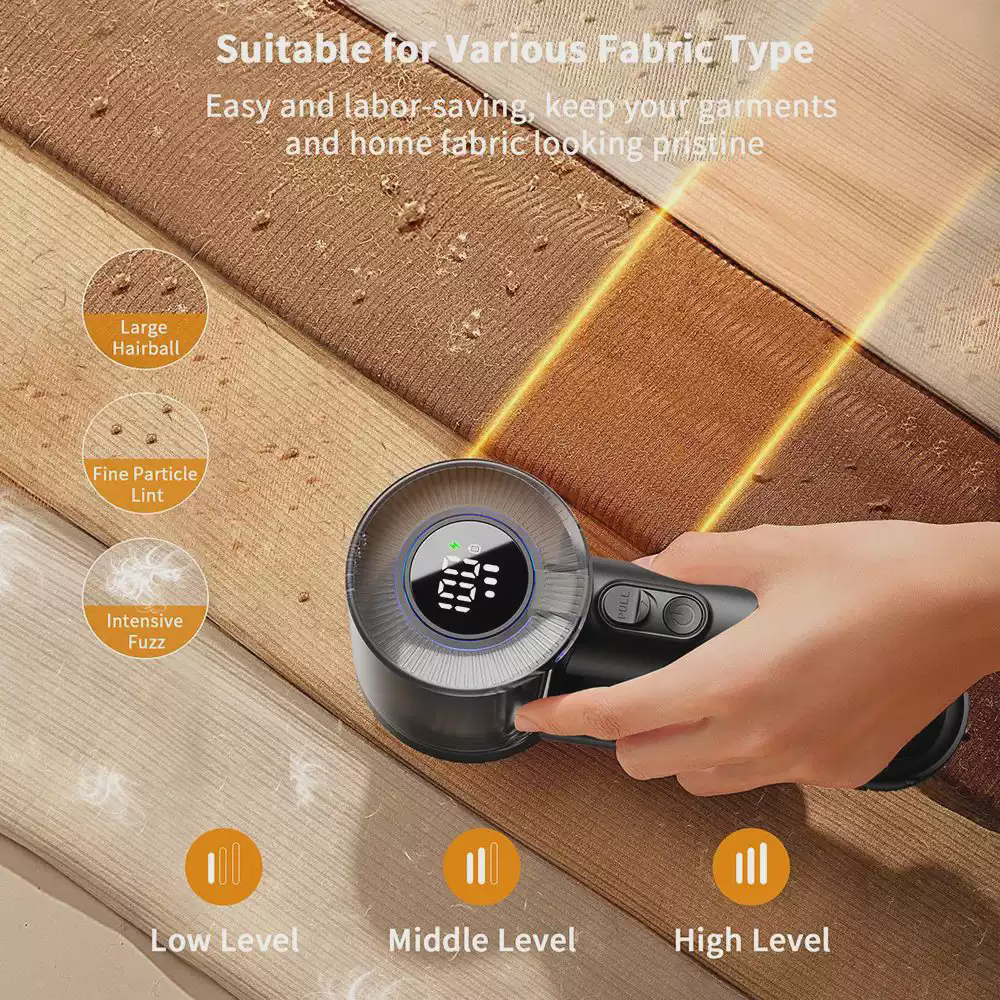 Suitable for Various Fabric Type
Easy and labor-saving, keep your garments
and home fabric looking pristine
Large
Hairball
Fine Particle
Lint
Intensive
Fuzz
100
PULL
Low Level
Middle Level
High Level